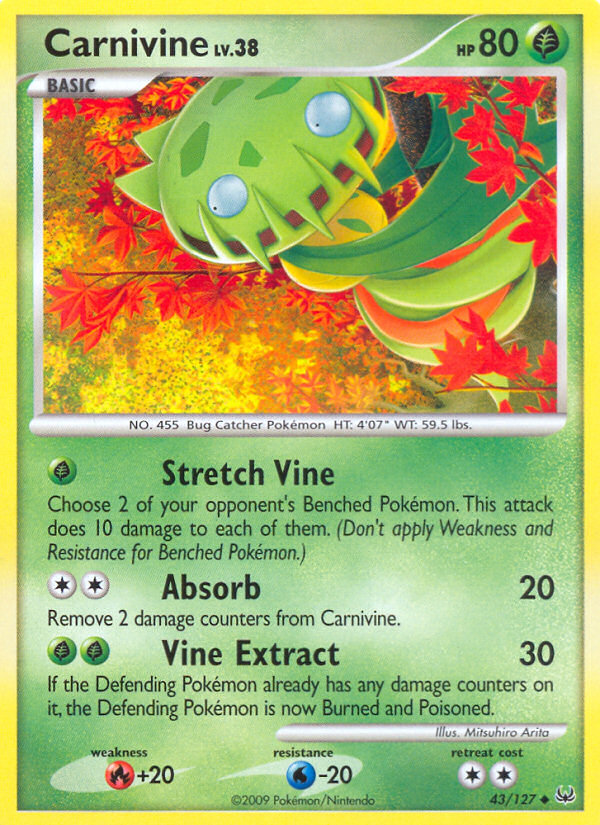 Carnivine LV.38 HP 80
BASIC
NO. 455 Bug Catcher Pokémon HT: 4'07" WT: 59.5 lbs.
Stretch Vine
Choose 2 of your opponent's Benched Pokémon. This attack
does 10 damage to each of them. (Don't apply Weakness and
Resistance for Benched Pokémon.)
Absorb 20
Remove 2 damage counters from Carnivine.
Vine Extract 30
If the Defending Pokémon already has any damage counters on
it, the Defending Pokémon is now Burned and Poisoned.
Illus. Mitsuhiro Arita
weakness resistance retreat cost
+20 -20
©2009 Pokémon/Nintendo 43/127